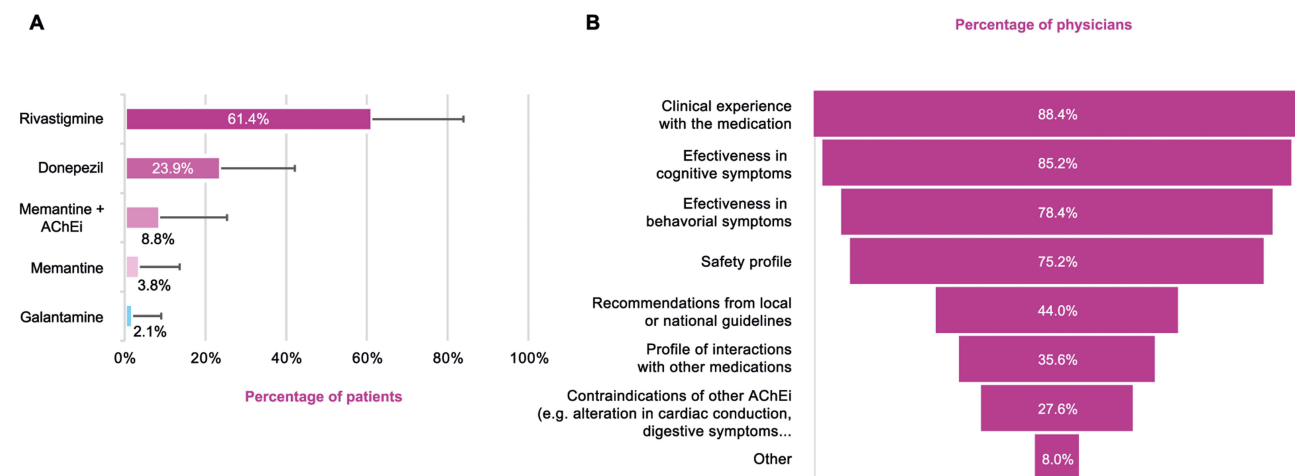 A
Rivastigmine
61.4%
Donepezil
23.9%
Memantine +
AChEi
8.8%
Memantine
3.8%
Galantamine
2.1%
0%
20%
40%
60%
80%
100%
Percentage of patients
B
Percentage of physicians
Clinical experience
with the medication
88.4%
Efectiveness in
cognitive symptoms
85.2%
Efectiveness in
behavorial symptoms
78.4%
Safety profile
75.2%
Recommendations from local
or national guidelines
44.0%
Profile of interactions
with other medications
35.6%
Contraindications of other AChEi
(e.g. alteration in cardiac conduction,
digestive symptoms...
27.6%
Other
8.0%